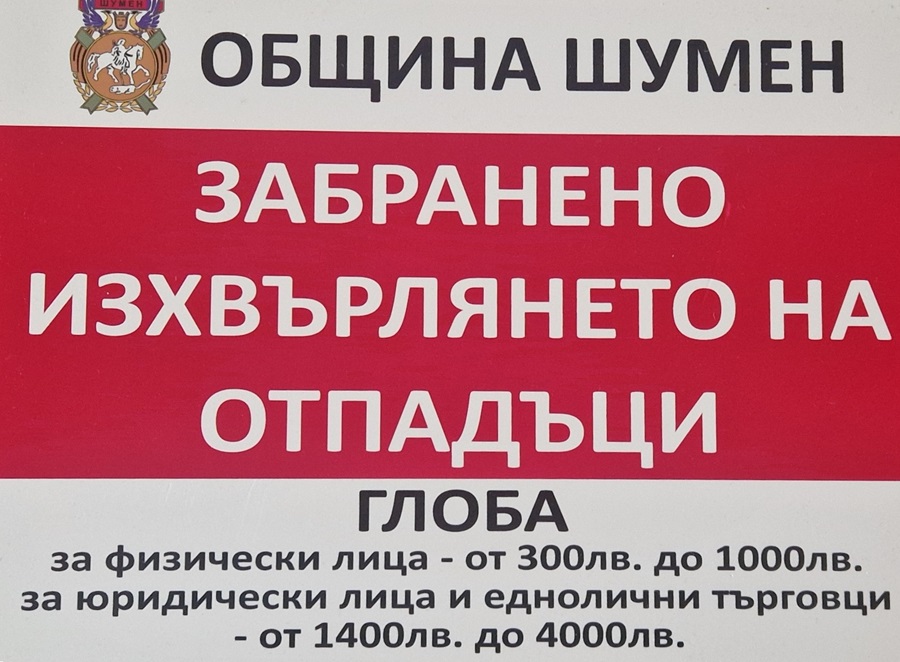 ШУМЕН
ОБЩИНА ШУМЕН
ЗАБРАНЕНО
ИЗХВЪРЛЯНЕТО НА
ОТПАДЪЦИ
ГЛОБА
за физически лица - от 300лв. до 1000лв.
за юридически лица и еднолични търговци
- от 1400лв. до 4000лв.